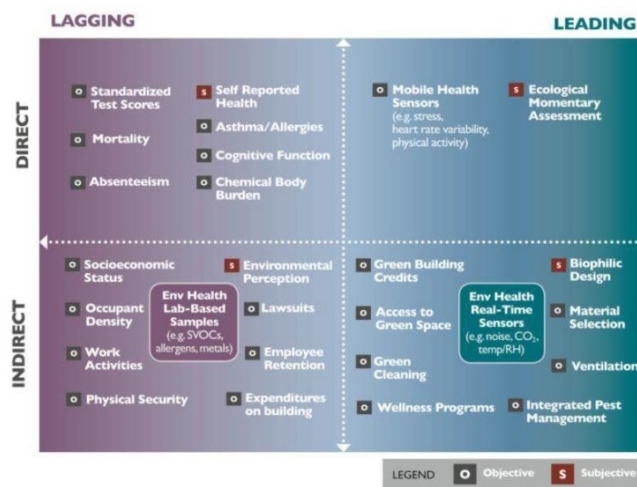 LAGGING
LEADING
DIRECT
O Standardized
Test Scores
S Self Reported
Health
O Mobile Health
Sensors
(e.g. stress,
heart rate variability,
physical activity)
S Ecological
Momentary
Assessment
O Mortality
O Asthma/Allergies
O Cognitive Function
O Absenteeism
O Chemical Body
Burden
INDIRECT
O Socioeconomic
Status
S Environmental
Perception
O Green Building
Credits
S Biophilic
Design
O Occupant
Density
Env Health
Lab-Based
Samples
(e.g. SVOCs,
allergens, metals)
O Lawsuits
O Access to
Green Space
Env Health
Real-Time
Sensors
(e.g. noise, CO₂,
temp/RH)
O Material
Selection
O Work
Activities
O Employee
Retention
O Green
Cleaning
O Ventilation
O Physical Security
O Expenditures
on building
O Wellness Programs
O Integrated Pest
Management
LEGEND O Objective S Subjective